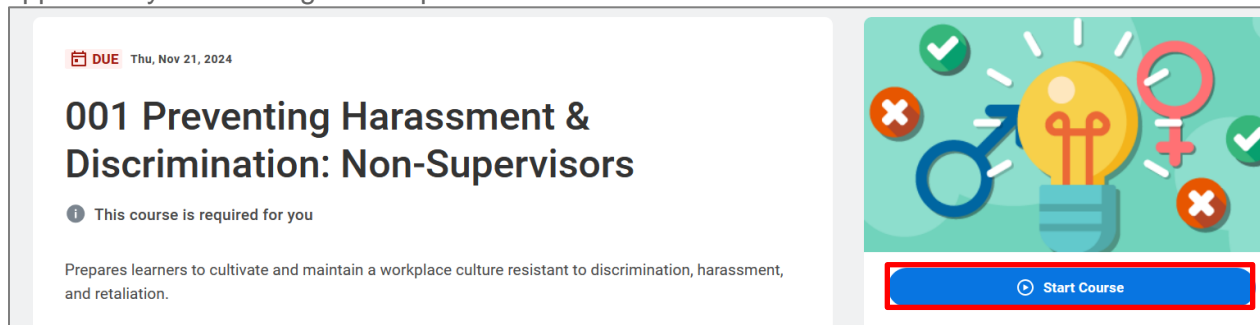 DUE Thu, Nov 21, 2024
001 Preventing Harassment &
Discrimination: Non-Supervisors
This course is required for you
Prepares learners to cultivate and maintain a workplace culture resistant to discrimination, harassment,
and retaliation.
Start Course